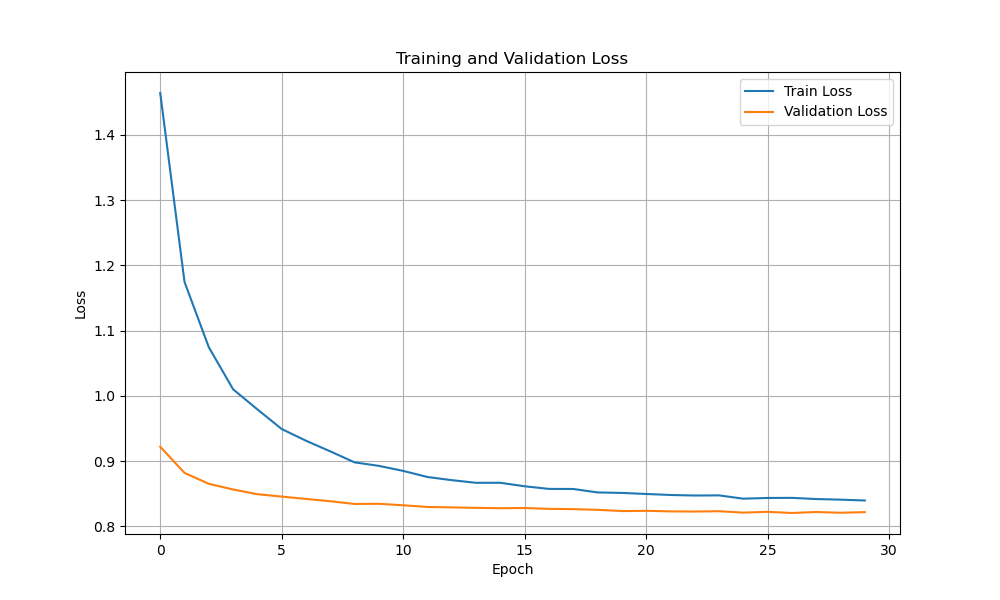 Training and Validation Loss
Train Loss
Validation Loss
Loss
1.4
1.3
1.2
1.1
1.0
0.9
0.8
0 5 10 15 20 25 30
Epoch